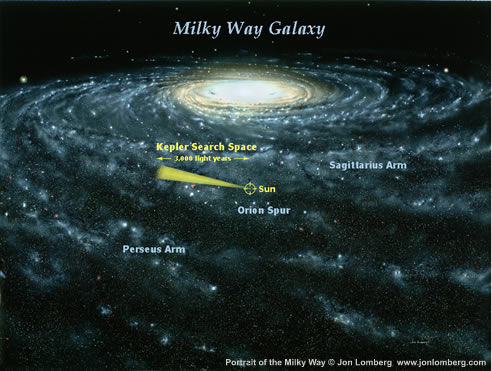 Milky Way Galaxy
Kepler Search Space
3,000 light years
Sagittarius Arm
Sun
Orion Spur
Perseus Arm
Portrait of the Milky Way © Jon Lomberg www.jonlomberg.com